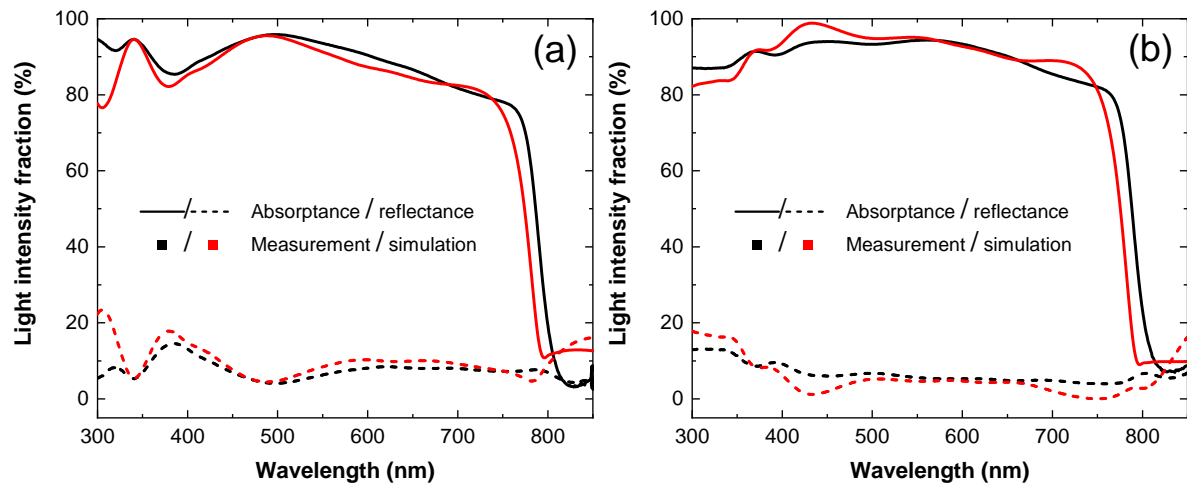 (a)
Light intensity fraction (%)
100
80
60
40
20
0
/ Absorptance / reflectance
/ Measurement / simulation
300 400 500 600 700 800
Wavelength (nm)
(b)
Light intensity fraction (%)
100
80
60
40
20
0
/ Absorptance / reflectance
/ Measurement / simulation
300 400 500 600 700 800
Wavelength (nm)